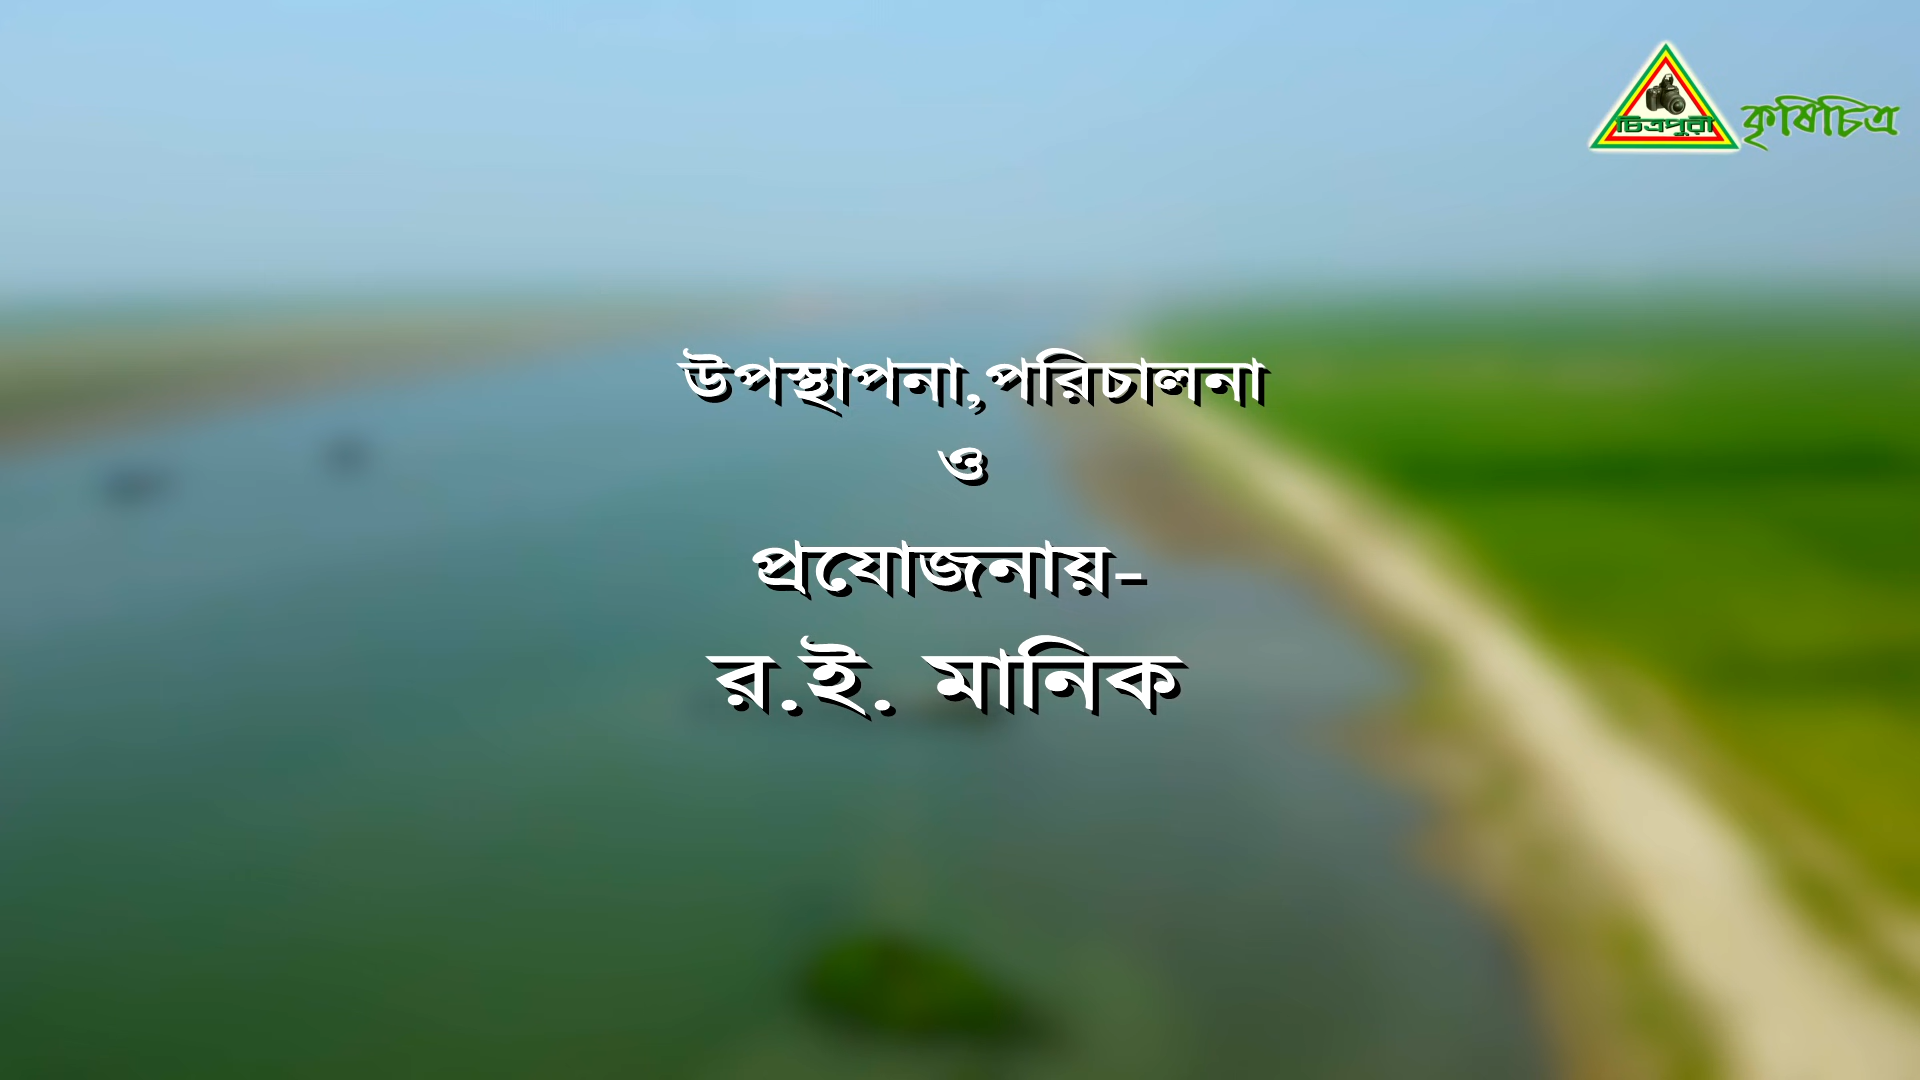 চিত্রপুরী কৃষিচিত্র
উপস্থাপনা,পরিচালনা
ও
প্রযোজনায়-
র.ই. মানিক